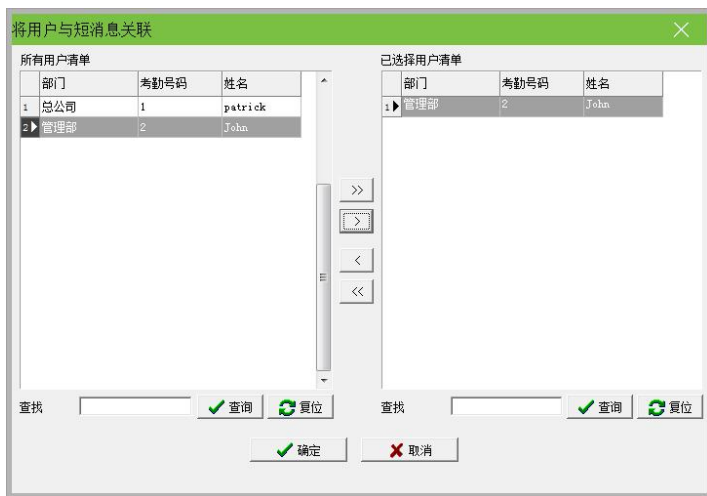 将用户与短消息关联
所有用户清单
部门 考勤号码 姓名
1 总公司 1 patrick
2 管理部 2 John
>>
>
<
<<
查找 查询 复位
已选择用户清单
部门 考勤号码 姓名
1 管理部 2 John
查找 查询 复位
确定 取消